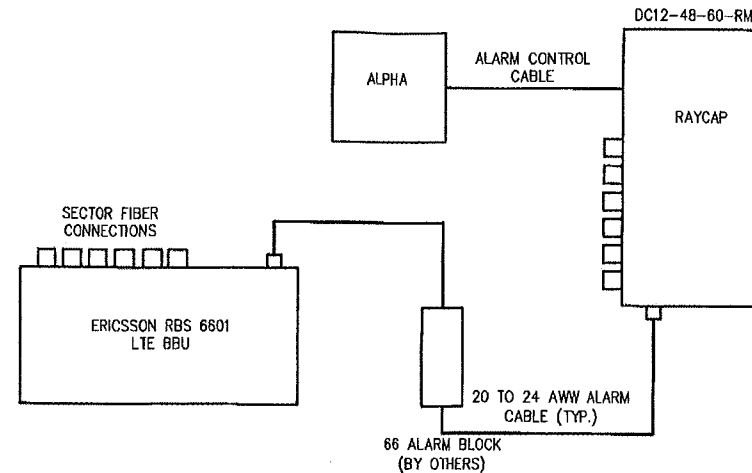 DC12-48-60-RM
ALPHA
ALARM CONTROL
CABLE
RAYCAP
SECTOR FIBER
CONNECTIONS
ERICSSON RBS 6601
LTE BBU
20 TO 24 AWW ALARM
CABLE (TYP.)
66 ALARM BLOCK
(BY OTHERS)